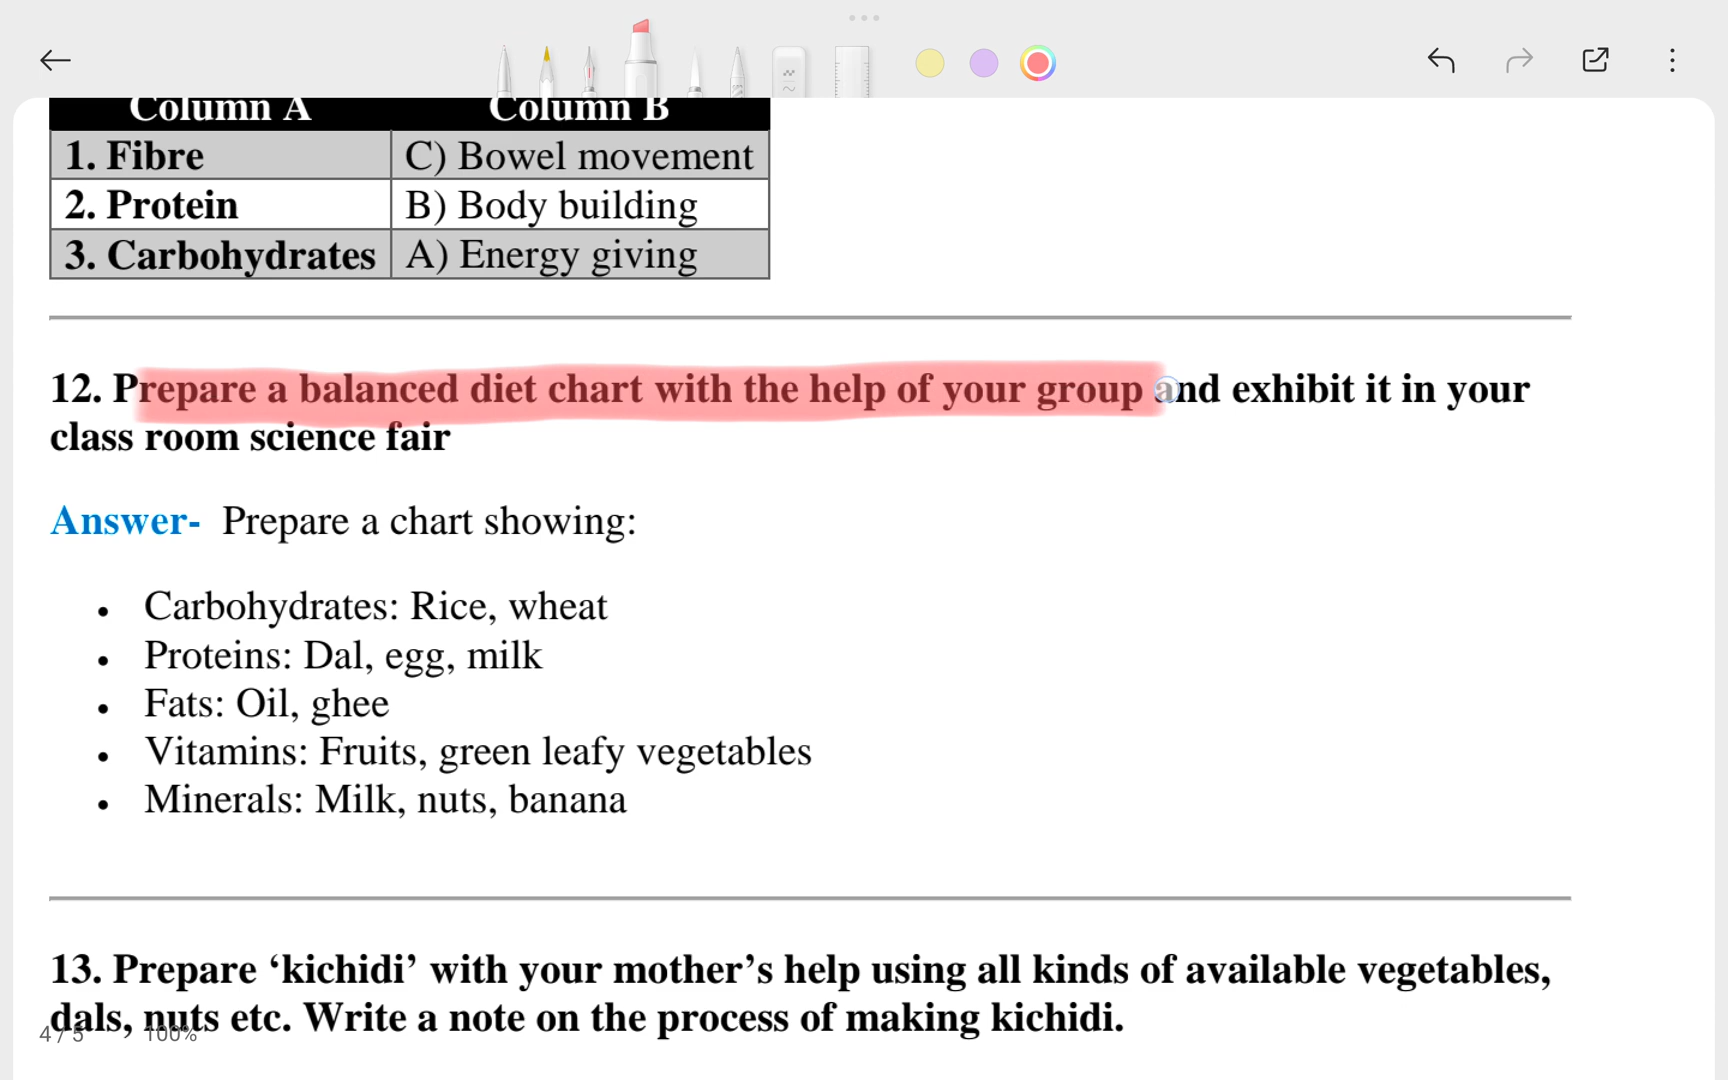 Column A Column B
1. Fibre C) Bowel movement
2. Protein B) Body building
3. Carbohydrates A) Energy giving
12. Prepare a balanced diet chart with the help of your group and exhibit it in your
class room science fair
Answer- Prepare a chart showing:
• Carbohydrates: Rice, wheat
• Proteins: Dal, egg, milk
• Fats: Oil, ghee
• Vitamins: Fruits, green leafy vegetables
• Minerals: Milk, nuts, banana
13. Prepare ‘kichidi’ with your mother’s help using all kinds of available vegetables,
dals, nuts etc. Write a note on the process of making kichidi.
4 / 5 100%